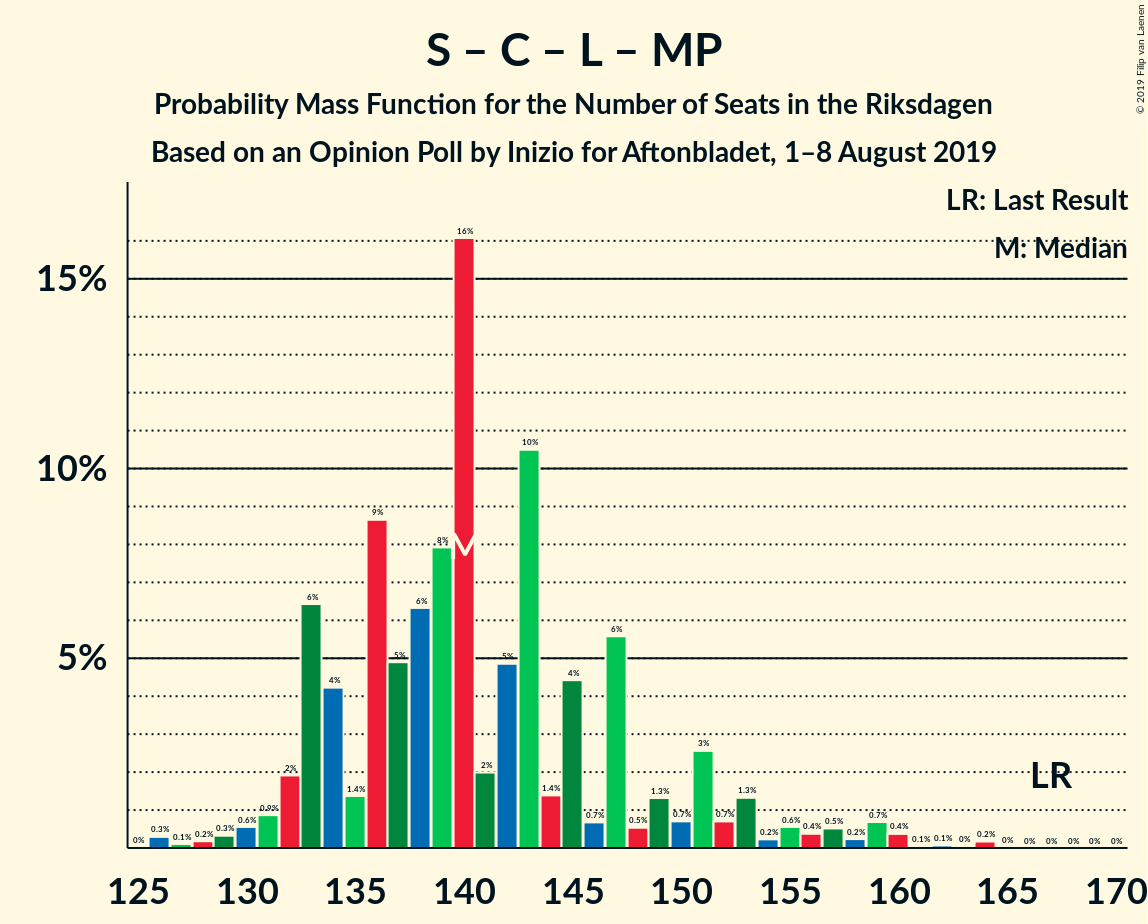 S – C – L – MP
Probability Mass Function for the Number of Seats in the Riksdagen
Based on an Opinion Poll by Inizio for Aftonbladet, 1–8 August 2019
© 2019 Filip van Laenen
LR: Last Result
M: Median
15%
10%
5%
0% 0.3% 0.1% 0.2% 0.3% 0.6% 0.9% 2% 6% 4% 1.4% 9% 5% 6% 8% 16% 2% 5% 10% 1.4% 4% 0.7% 6% 0.5% 1.3% 0.7% 3% 0.7% 1.3% 0.2% 0.6% 0.4% 0.5% 0.2% 0.7% 0.4% 0.1% 0.1% 0% 0.2% 0% 0% 0% 0% 0% 0%
M
LR
125 130 135 140 145 150 155 160 165 170